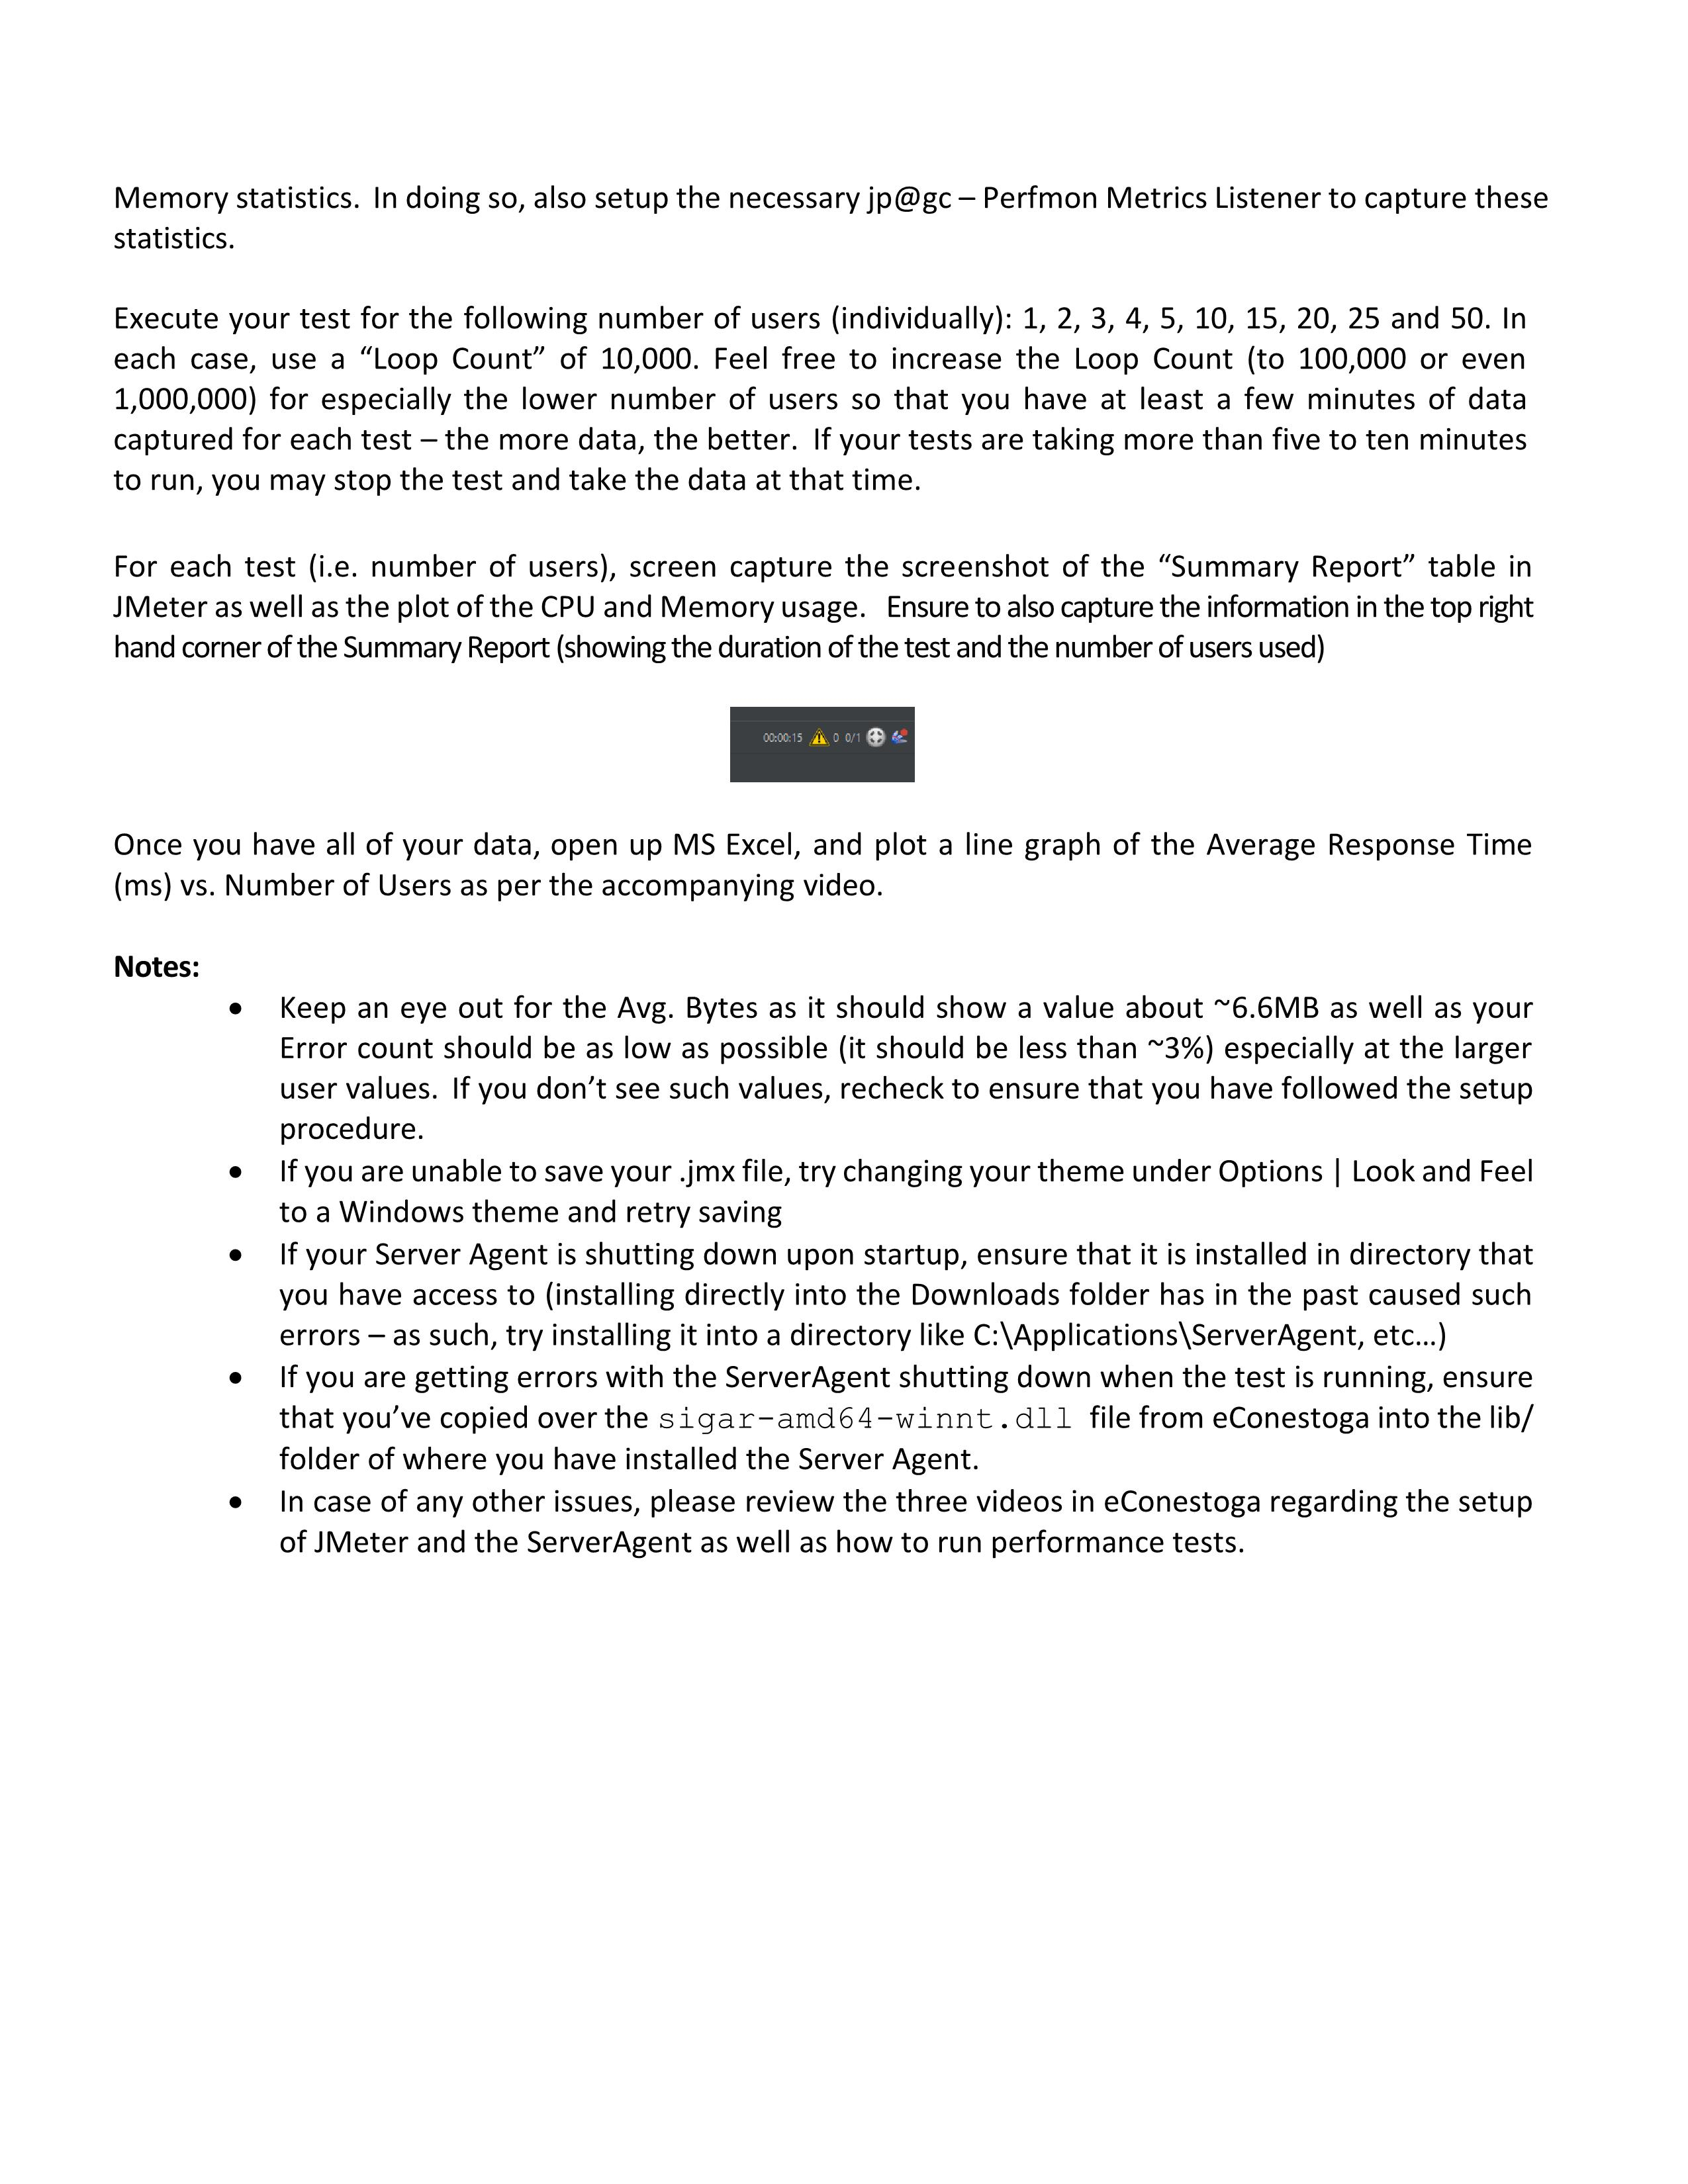 Memory statistics.  In doing so, also setup the necessary jp@gc – Perfmon Metrics Listener to capture these
statistics.
Execute your test for the following number of users (individually): 1, 2, 3, 4, 5, 10, 15, 20, 25 and 50. In
each case, use a “Loop Count” of 10,000. Feel free to increase the Loop Count (to 100,000 or even
1,000,000) for especially the lower number of users so that you have at least a few minutes of data
captured for each test – the more data, the better.  If your tests are taking more than five to ten minutes
to run, you may stop the test and take the data at that time.
For each test (i.e. number of users), screen capture the screenshot of the “Summary Report” table in
JMeter as well as the plot of the CPU and Memory usage.   Ensure to also capture the information in the top right
hand corner of the Summary Report (showing the duration of the test and the number of users used)
00:00:15 0 0/1
Once you have all of your data, open up MS Excel, and plot a line graph of the Average Response Time
(ms) vs. Number of Users as per the accompanying video.
Notes:
• Keep an eye out for the Avg. Bytes as it should show a value about ~6.6MB as well as your
Error count should be as low as possible (it should be less than ~3%) especially at the larger
user values.  If you don’t see such values, recheck to ensure that you have followed the setup
procedure.
• If you are unable to save your .jmx file, try changing your theme under Options | Look and Feel
to a Windows theme and retry saving
• If your Server Agent is shutting down upon startup, ensure that it is installed in directory that
you have access to (installing directly into the Downloads folder has in the past caused such
errors – as such, try installing it into a directory like C:\Applications\ServerAgent, etc…)
• If you are getting errors with the ServerAgent shutting down when the test is running, ensure
that you’ve copied over the sigar-amd64-winnt.dll file from eConestoga into the lib/
folder of where you have installed the Server Agent.
• In case of any other issues, please review the three videos in eConestoga regarding the setup
of JMeter and the ServerAgent as well as how to run performance tests.